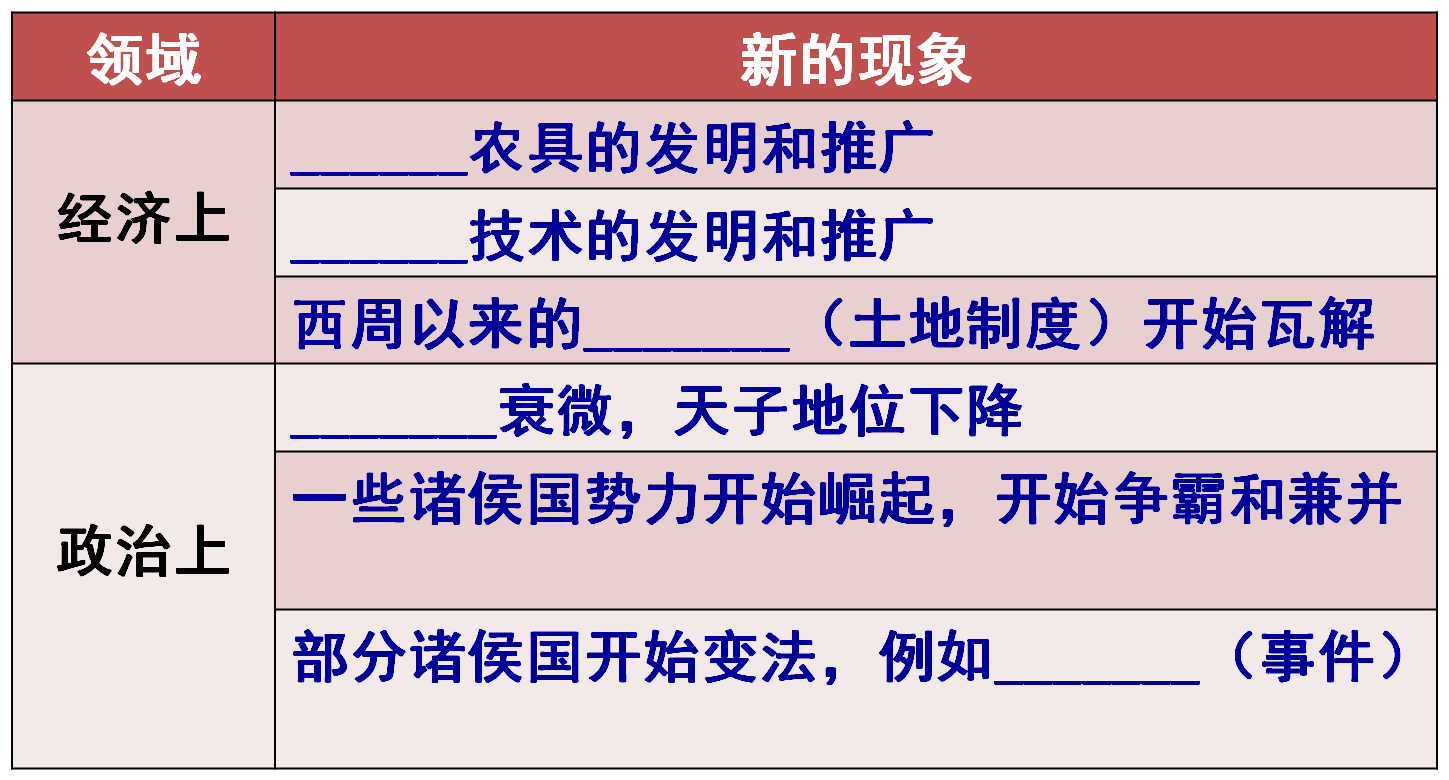 领域 新的现象
经济上
______农具的发明和推广
______技术的发明和推广
西周以来的_______（土地制度）开始瓦解
政治上
_______衰微，天子地位下降
一些诸侯国势力开始崛起，开始争霸和兼并
部分诸侯国开始变法，例如_______（事件）